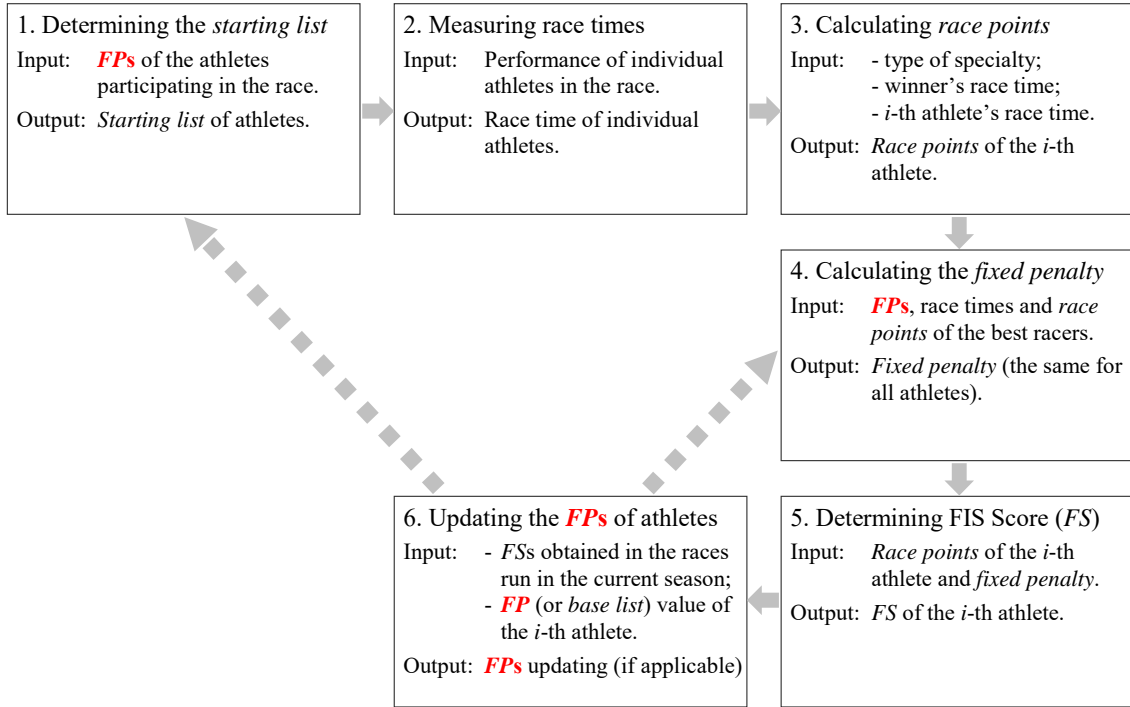 1. Determining the starting list
Input: FPs of the athletes
participating in the race.
Output: Starting list of athletes.
2. Measuring race times
Input: Performance of individual
athletes in the race.
Output: Race time of individual
athletes.
3. Calculating race points
Input: - type of specialty;
- winner’s race time;
- i-th athlete’s race time.
Output: Race points of the i-th
athlete.
4. Calculating the fixed penalty
Input: FPs, race times and race
points of the best racers.
Output: Fixed penalty (the same for
all athletes).
5. Determining FIS Score (FS)
Input: Race points of the i-th
athlete and fixed penalty.
Output: FS of the i-th athlete.
6. Updating the FPs of athletes
Input: - FSs obtained in the races
run in the current season;
- FP (or base list) value of
the i-th athlete.
Output: FPs updating (if applicable)